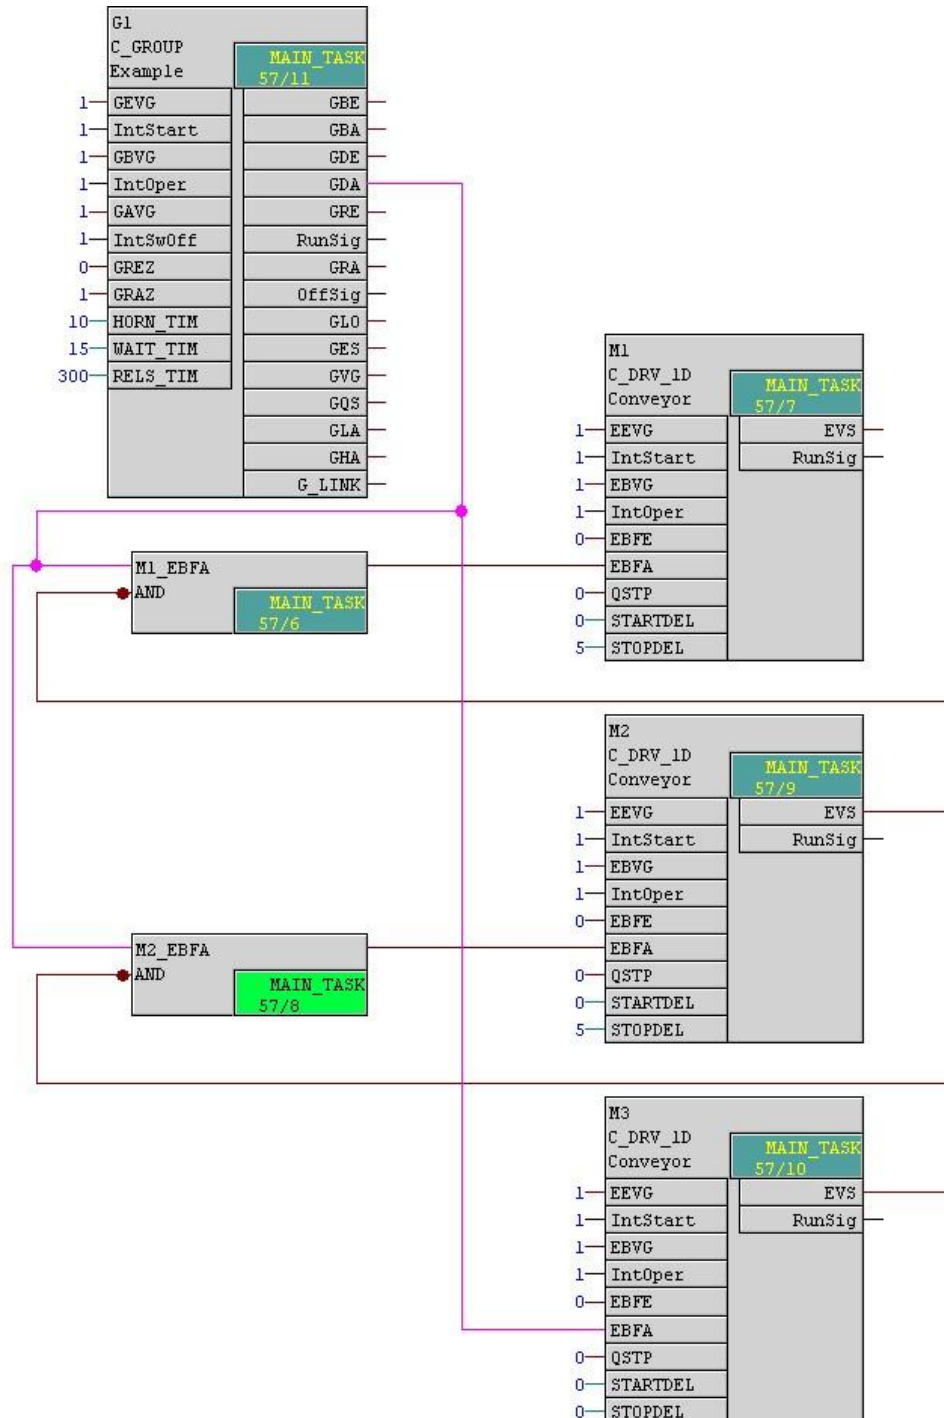 G1
C_GROUP
Example
MAIN_TASK
57/11
1 GEVG GBE
1 IntStart GBA
1 GBVG GDE
1 IntOper GDA
1 GAVG GRE
1 IntSwOff RunSig
0 GREZ GRA
1 GRAZ OffSig
10 HORN_TIM GLO
15 WAIT_TIM GES
300 RELS_TIM GVG
GQS
GLA
GHA
G_LINK
M1
C_DRV_1D
Conveyor
MAIN_TASK
57/7
1 EEVG EVS
1 IntStart RunSig
1 EBVG
1 IntOper
0 EBFE
EBFA
0 QSTP
0 STARTDEL
5 STOPDEL
M1_EBFA
AND
MAIN_TASK
57/6
M2
C_DRV_1D
Conveyor
MAIN_TASK
57/9
1 EEVG EVS
1 IntStart RunSig
1 EBVG
1 IntOper
0 EBFE
EBFA
0 QSTP
0 STARTDEL
5 STOPDEL
M2_EBFA
AND
MAIN_TASK
57/8
M3
C_DRV_1D
Conveyor
MAIN_TASK
57/10
1 EEVG EVS
1 IntStart RunSig
1 EBVG
1 IntOper
0 EBFE
EBFA
0 QSTP
0 STARTDEL
0 STOPDEL